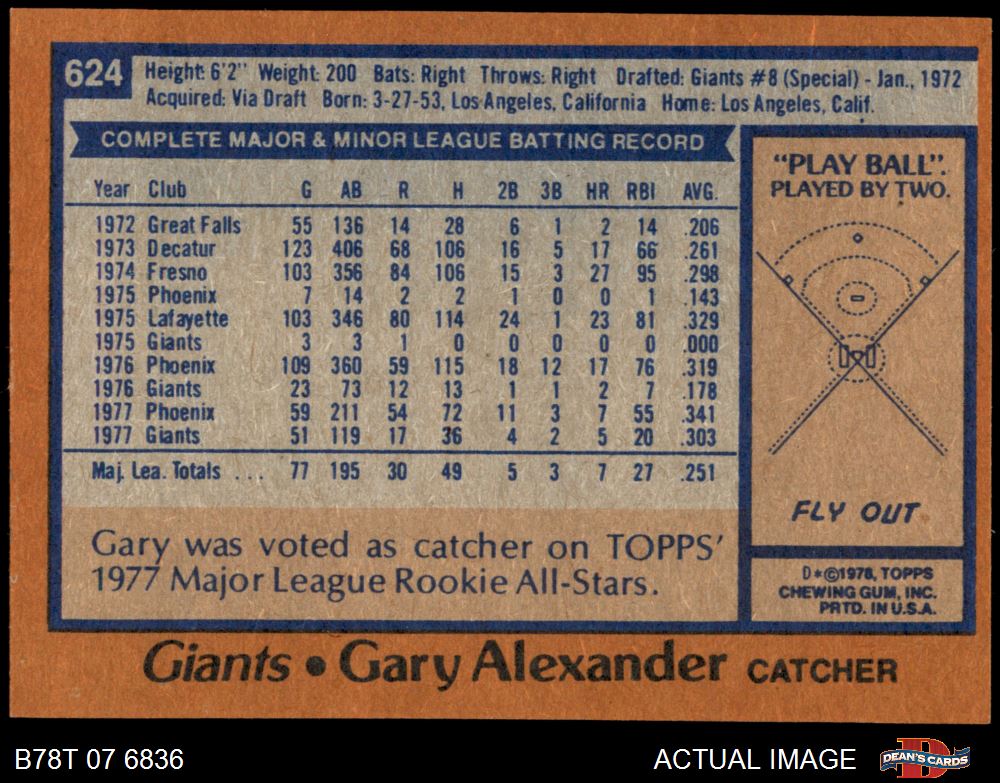 624
Height: 6'2" Weight: 200 Bats: Right Throws: Right Drafted: Giants #8 (Special) - Jan., 1972
Acquired: Via Draft Born: 3-27-53, Los Angeles, California Home: Los Angeles, Calif.
COMPLETE MAJOR & MINOR LEAGUE BATTING RECORD
Year Club G AB R H 2B 3B HR RBI AVG.
1972 Great Falls 55 136 14 28 6 1 2 14 .206
1973 Decatur 123 406 68 106 16 5 17 66 .261
1974 Fresno 103 356 84 106 15 3 27 95 .298
1975 Phoenix 7 14 2 2 1 0 0 1 .143
1975 Lafayette 103 346 80 114 24 1 23 81 .329
1975 Giants 3 3 1 0 0 0 0 0 .000
1976 Phoenix 109 360 59 115 18 12 17 76 .319
1976 Giants 23 73 12 13 1 1 2 7 .178
1977 Phoenix 59 211 54 72 11 3 7 55 .341
1977 Giants 51 119 17 36 4 2 5 20 .303
Maj. Lea. Totals ... 77 195 30 49 5 3 7 27 .251
Gary was voted as catcher on TOPPS'
1977 Major League Rookie All-Stars.
"PLAY BALL".
PLAYED BY TWO.
FLY OUT
D*©1978, TOPPS
CHEWING GUM, INC.
PRTD. IN U.S.A.
Giants • Gary Alexander CATCHER
B78T 07 6836
ACTUAL IMAGE
DEAN'S CARDS